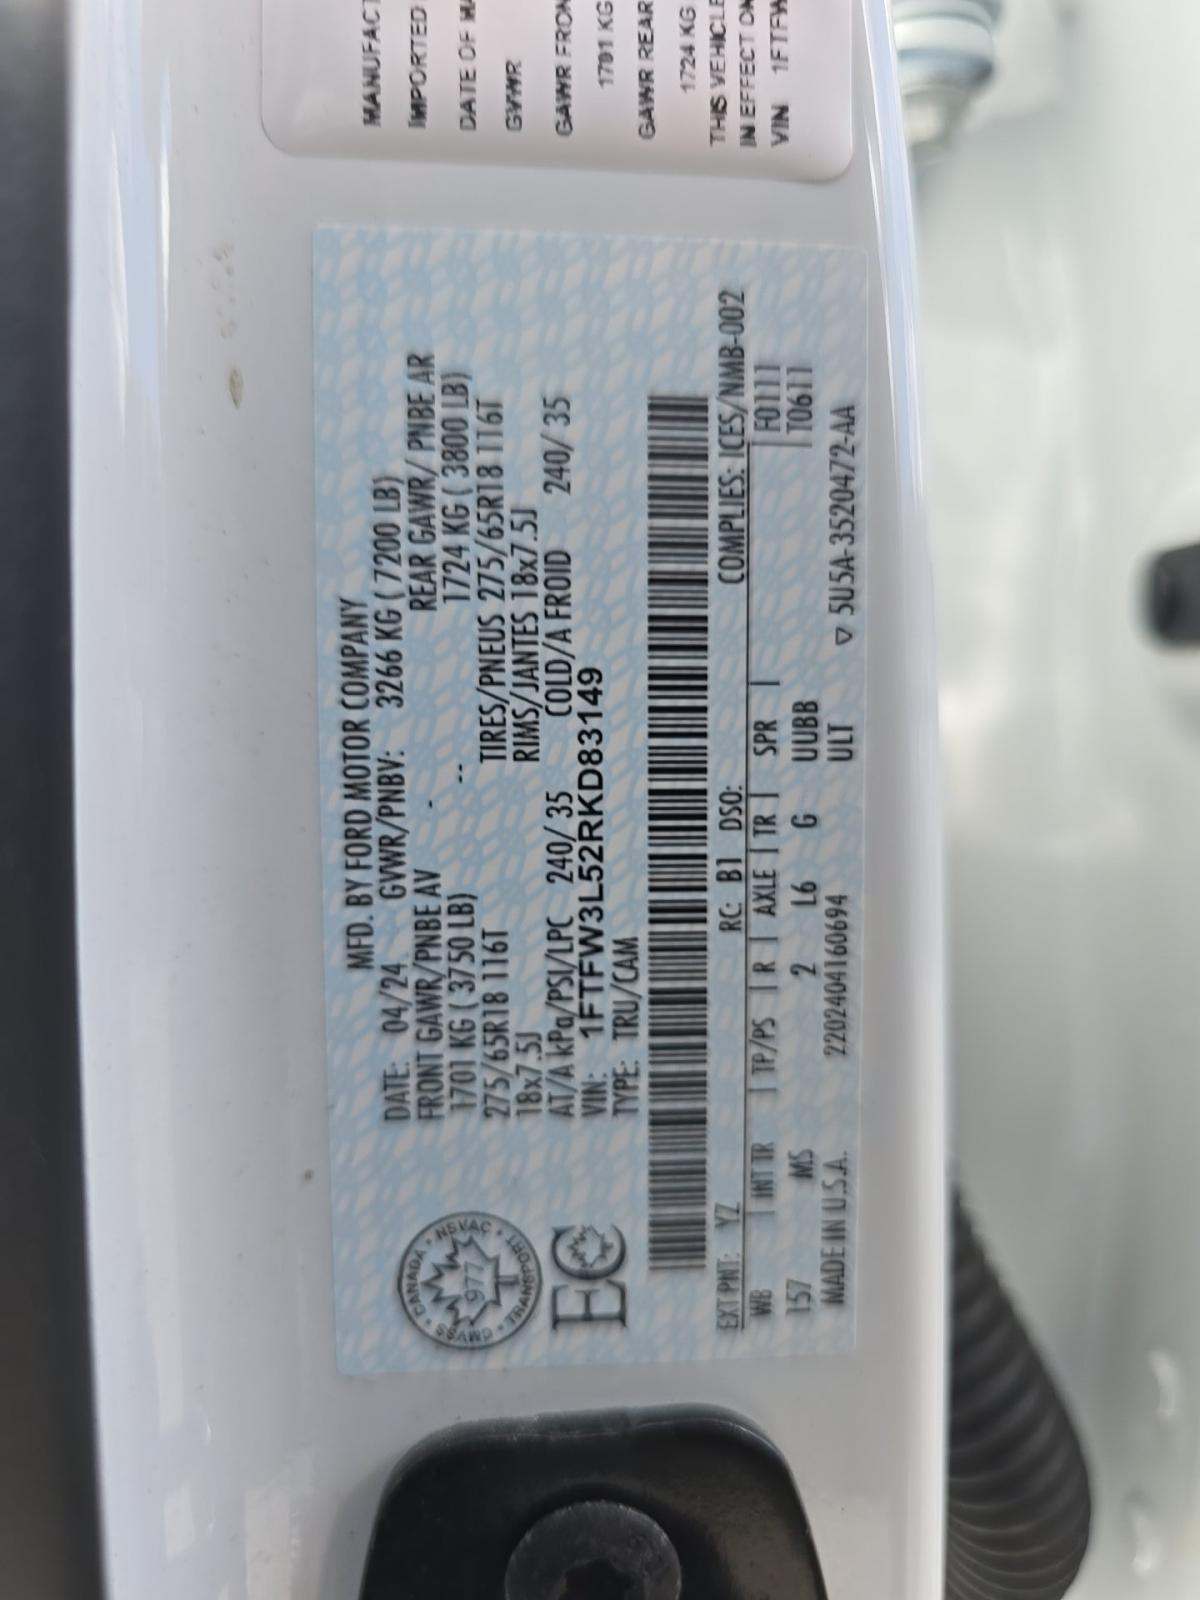 MANUFACT
IMPORTED
DATE OF MA
GVWR
GAWR FRON
1701 KG
GAWR REAR
1724 KG
THIS VEHICLE
IN EFFECT ON
VIN 1FTFW
MFD. BY FORD MOTOR COMPANY
DATE: 04/24 GVWR/PNBV: 3266 KG ( 7200 LB)
FRONT GAWR/PNBE AV - REAR GAWR/ PNBE AR
1701 KG ( 3750 LB) -- 1724 KG ( 3800 LB)
275/65R18 116T TIRES/PNEUS 275/65R18 116T
18x7.5J RIMS/JANTES 18x7.5J
AT/A kPa/PSI/LPC 240/ 35 COLD/A FROID 240/ 35
VIN: 1FTFW3L52RKD83149
TYPE: TRU/CAM
CANADA • NSVAC • TRANSPORT • CMVSS •
977
EC
EXT PNT: YZ RC: B1 DSO: COMPLIES: ICES/NMB-002
WB | INT TR | TP/PS | R | AXLE | TR | SPR | | F0111
157 MS 2 L6 G UUBB | T0611
MADE IN U.S.A. 2202404160694 ULT ▽ 5U5A-3520472-AA